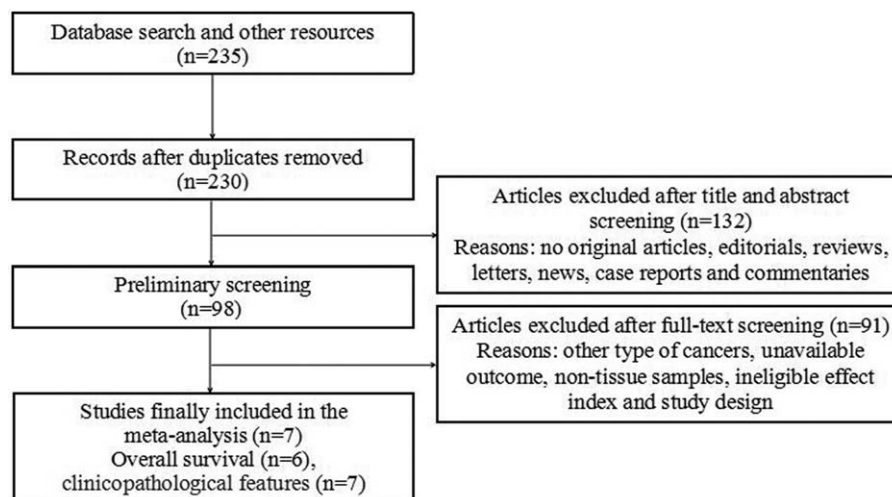 Database search and other resources
(n=235)
Records after duplicates removed
(n=230)
Articles excluded after title and abstract
screening (n=132)
Reasons: no original articles, editorials, reviews,
letters, news, case reports and commentaries
Preliminary screening
(n=98)
Articles excluded after full-text screening (n=91)
Reasons: other type of cancers, unavailable
outcome, non-tissue samples, ineligible effect
index and study design
Studies finally included in the
meta-analysis (n=7)
Overall survival (n=6),
clinicopathological features (n=7)